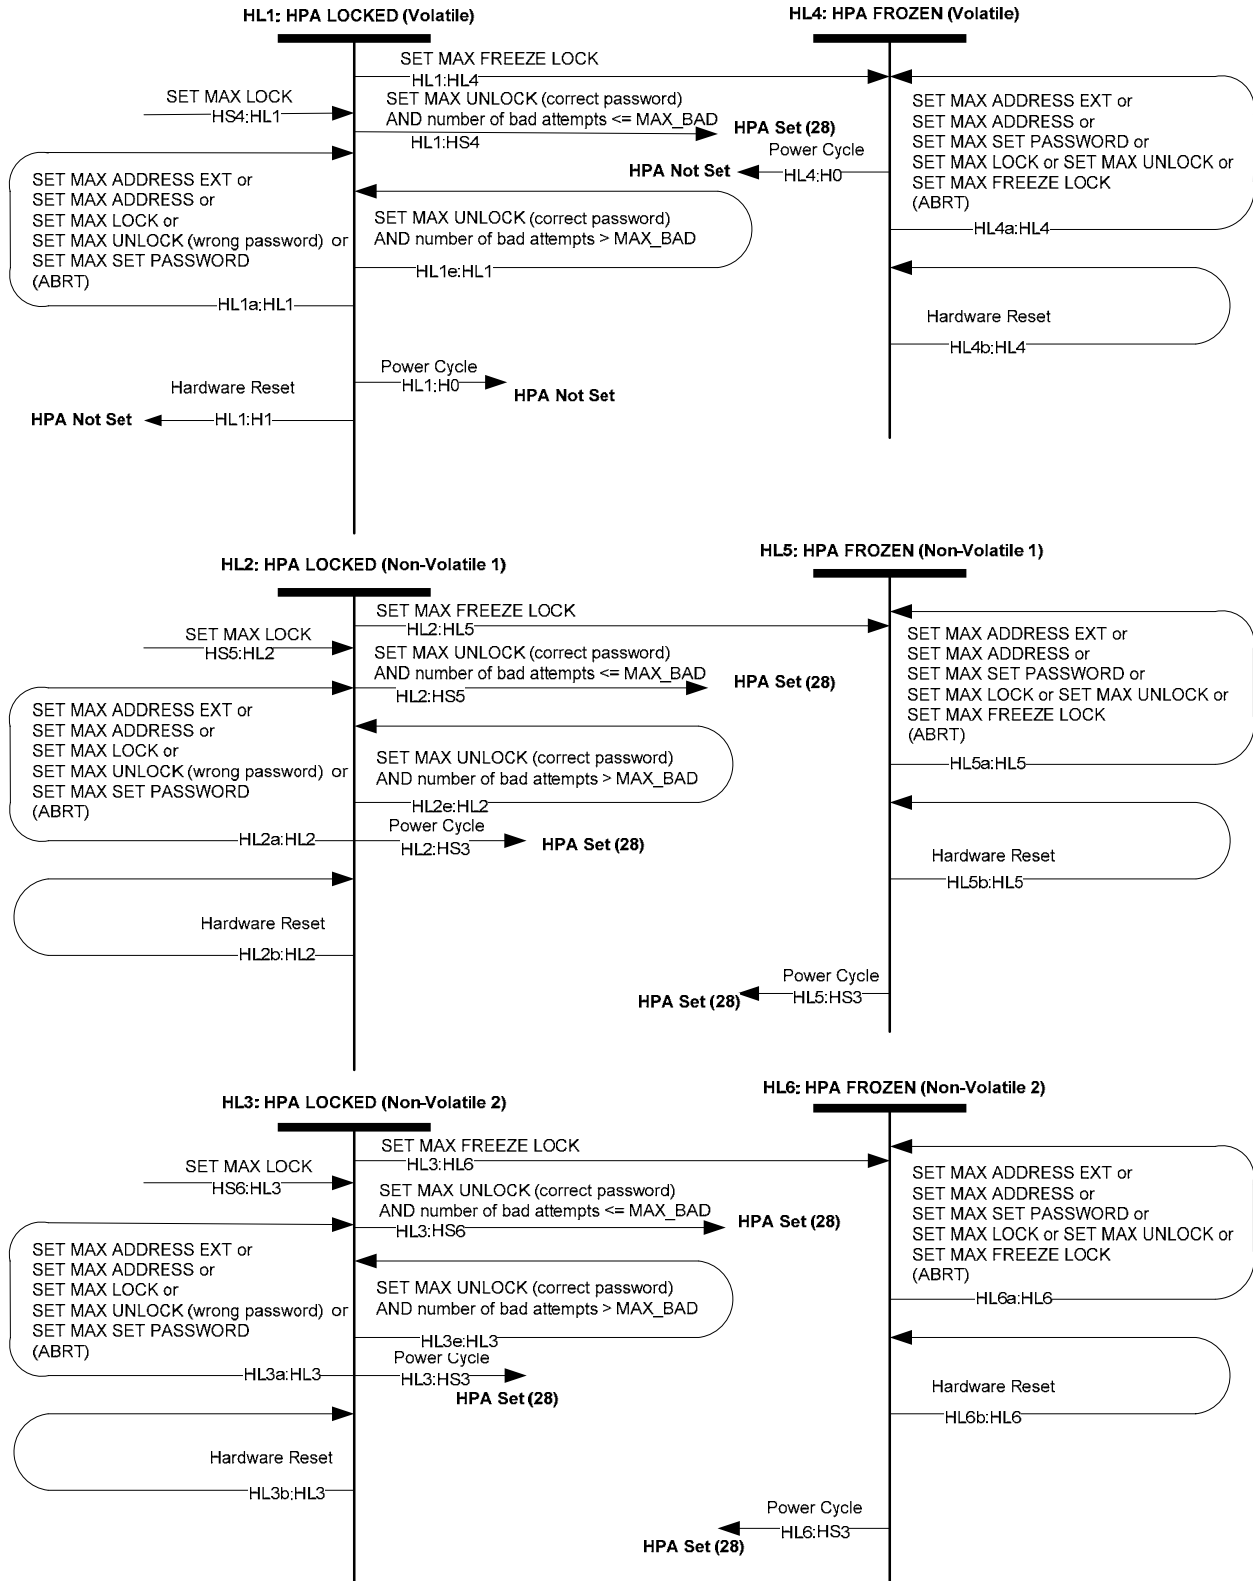 HL1: HPA LOCKED (Volatile)
HL4: HPA FROZEN (Volatile)
SET MAX FREEZE LOCK
HL1:HL4
SET MAX LOCK
HS4:HL1
SET MAX UNLOCK (correct password)
AND number of bad attempts <= MAX_BAD
HL1:HS4
HPA Set (28)
Power Cycle
HPA Not Set
HL4:H0
SET MAX ADDRESS EXT or
SET MAX ADDRESS or
SET MAX SET PASSWORD or
SET MAX LOCK or SET MAX UNLOCK or
SET MAX FREEZE LOCK
(ABRT)
HL4a:HL4
SET MAX ADDRESS EXT or
SET MAX ADDRESS or
SET MAX LOCK or
SET MAX UNLOCK (wrong password) or
SET MAX SET PASSWORD
(ABRT)
HL1a:HL1
SET MAX UNLOCK (correct password)
AND number of bad attempts > MAX_BAD
HL1e:HL1
Hardware Reset
HL4b:HL4
Power Cycle
HL1:H0
HPA Not Set
Hardware Reset
HPA Not Set
HL1:H1
HL2: HPA LOCKED (Non-Volatile 1)
HL5: HPA FROZEN (Non-Volatile 1)
SET MAX FREEZE LOCK
HL2:HL5
SET MAX LOCK
HS5:HL2
SET MAX UNLOCK (correct password)
AND number of bad attempts <= MAX_BAD
HL2:HS5
HPA Set (28)
SET MAX ADDRESS EXT or
SET MAX ADDRESS or
SET MAX SET PASSWORD or
SET MAX LOCK or SET MAX UNLOCK or
SET MAX FREEZE LOCK
(ABRT)
HL5a:HL5
SET MAX ADDRESS EXT or
SET MAX ADDRESS or
SET MAX LOCK or
SET MAX UNLOCK (wrong password) or
SET MAX SET PASSWORD
(ABRT)
HL2a:HL2
SET MAX UNLOCK (correct password)
AND number of bad attempts > MAX_BAD
HL2e:HL2
Power Cycle
HL2:HS3
HPA Set (28)
Hardware Reset
HL5b:HL5
Hardware Reset
HL2b:HL2
Power Cycle
HL5:HS3
HPA Set (28)
HL3: HPA LOCKED (Non-Volatile 2)
HL6: HPA FROZEN (Non-Volatile 2)
SET MAX FREEZE LOCK
HL3:HL6
SET MAX LOCK
HS6:HL3
SET MAX UNLOCK (correct password)
AND number of bad attempts <= MAX_BAD
HL3:HS6
HPA Set (28)
SET MAX ADDRESS EXT or
SET MAX ADDRESS or
SET MAX SET PASSWORD or
SET MAX LOCK or SET MAX UNLOCK or
SET MAX FREEZE LOCK
(ABRT)
HL6a:HL6
SET MAX ADDRESS EXT or
SET MAX ADDRESS or
SET MAX LOCK or
SET MAX UNLOCK (wrong password) or
SET MAX SET PASSWORD
(ABRT)
HL3a:HL3
SET MAX UNLOCK (correct password)
AND number of bad attempts > MAX_BAD
HL3e:HL3
Power Cycle
HL3:HS3
HPA Set (28)
Hardware Reset
HL6b:HL6
Hardware Reset
HL3b:HL3
Power Cycle
HL6:HS3
HPA Set (28)